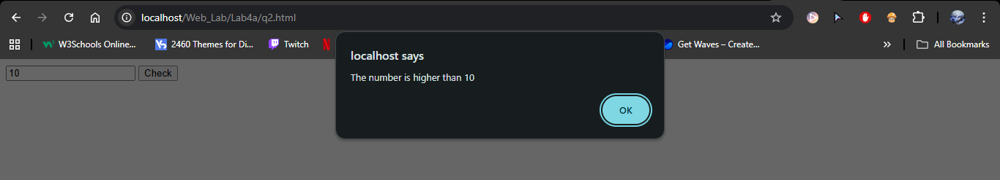 localhost/Web_Lab/Lab4a/q2.html
W3Schools Online... 2460 Themes for Di... Twitch Get Waves – Create... » All Bookmarks
localhost says
The number is higher than 10
10 Check
OK